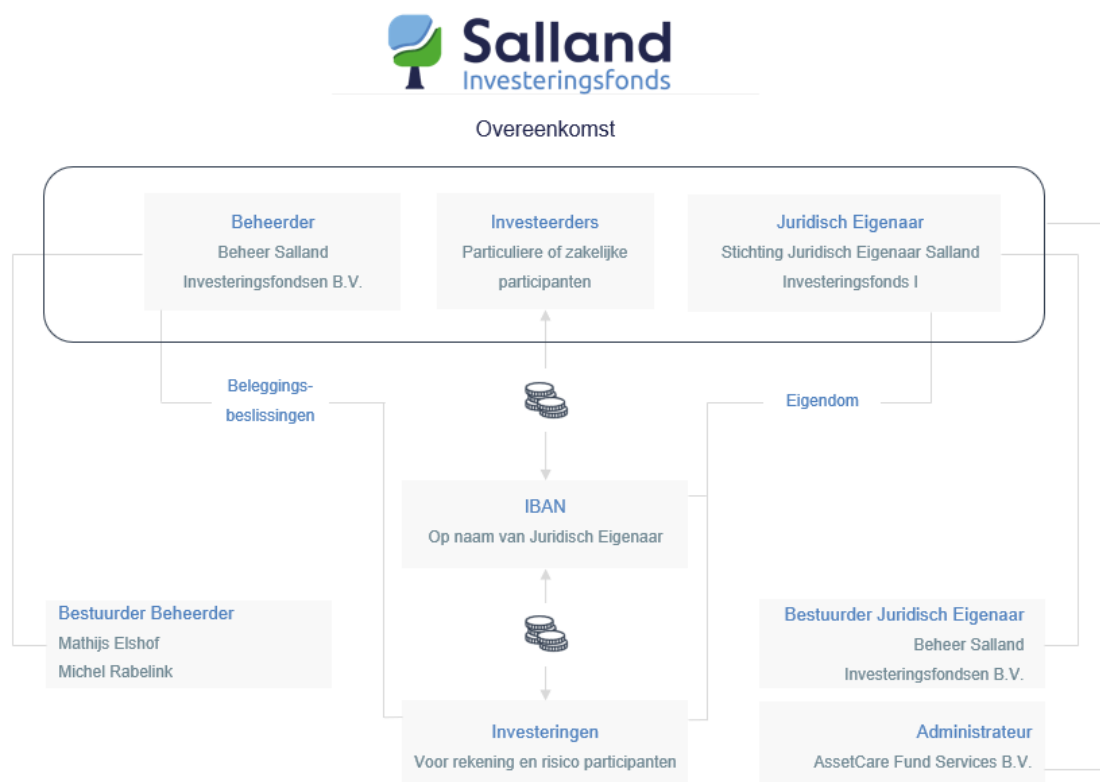 Salland
Investeringsfonds
Overeenkomst
Beheerder
Beheer Salland
Investeringsfondsen B.V.
Investeerders
Particuliere of zakelijke
participanten
Juridisch Eigenaar
Stichting Juridisch Eigenaar Salland
Investeringsfonds I
Beleggings-
beslissingen
Eigendom
IBAN
Op naam van Juridisch Eigenaar
Bestuurder Beheerder
Mathijs Elshof
Michel Rabelink
Bestuurder Juridisch Eigenaar
Beheer Salland
Investeringsfondsen B.V.
Investeringen
Voor rekening en risico participanten
Administrateur
AssetCare Fund Services B.V.